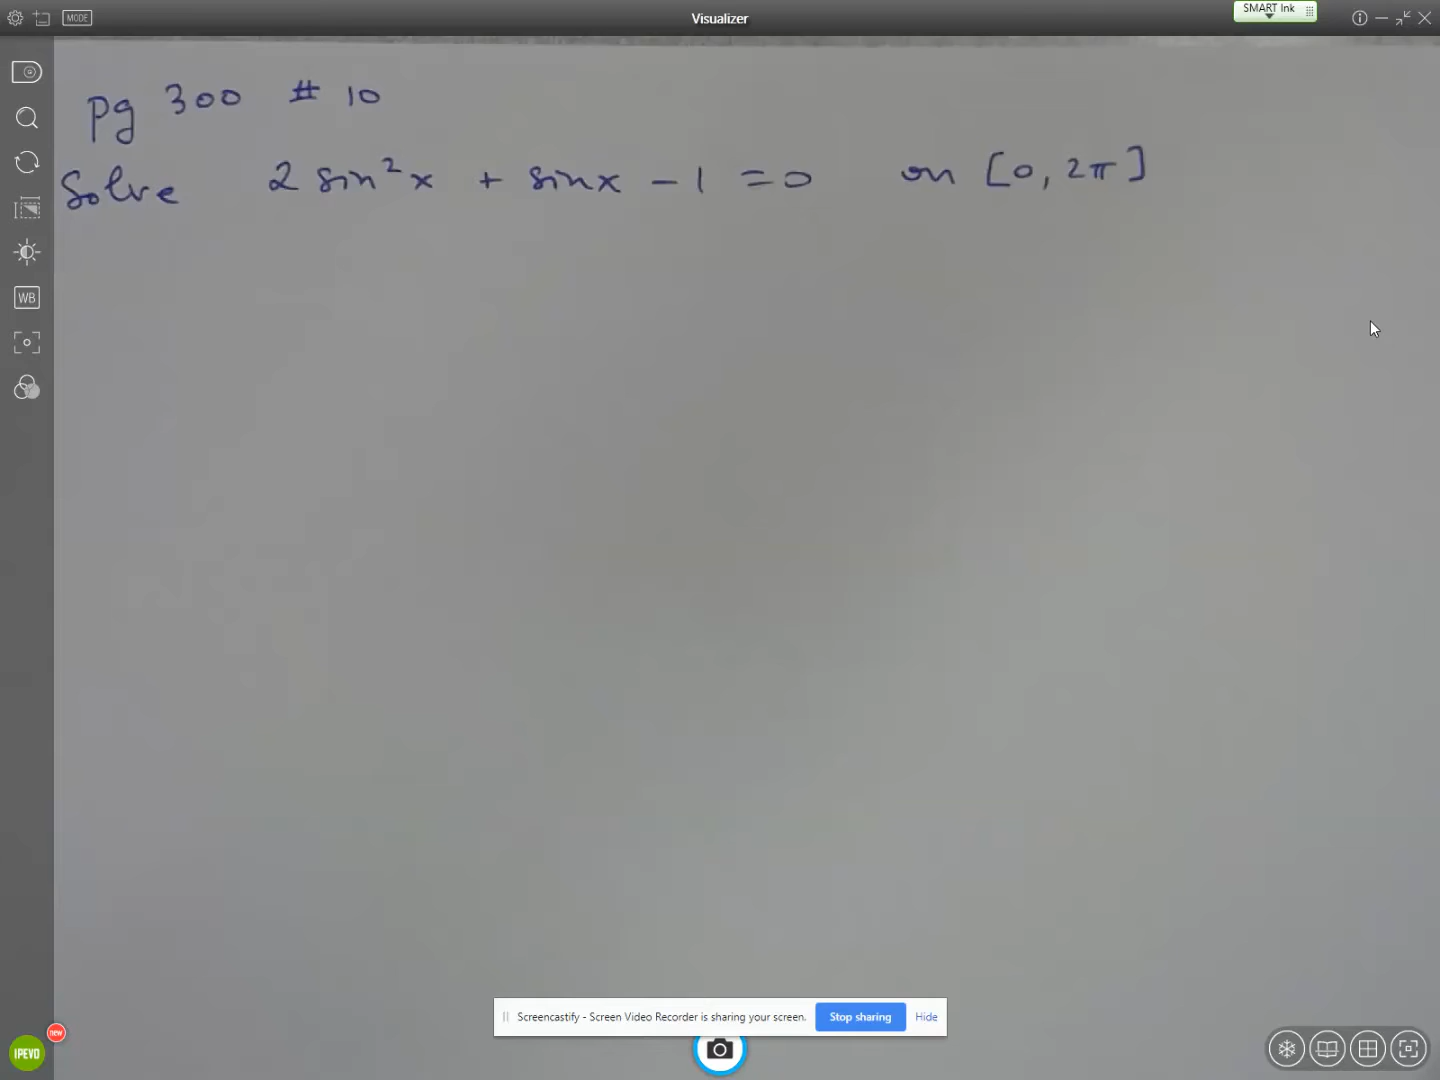 MODE
Visualizer
SMART Ink
pg 300 # 10
Solve 2 sin²x + sinx - 1 = 0 on [0, 2π]
WB
Screencastify - Screen Video Recorder is sharing your screen.
Stop sharing
Hide
new
IPEVO